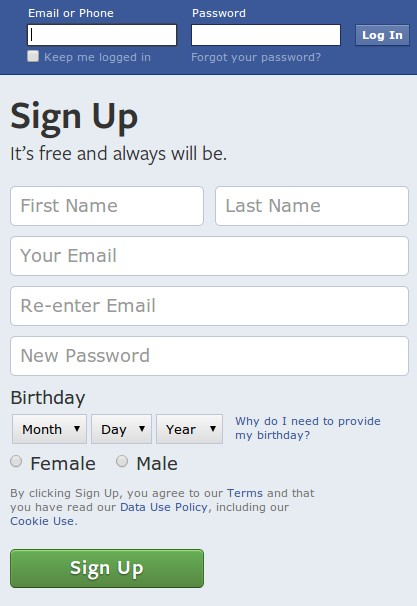 Email or Phone
Password
Log In
Keep me logged in
Forgot your password?
Sign Up
It's free and always will be.
First Name
Last Name
Your Email
Re-enter Email
New Password
Birthday
Month
Day
Year
Why do I need to provide
my birthday?
Female
Male
By clicking Sign Up, you agree to our Terms and that
you have read our Data Use Policy, including our
Cookie Use.
Sign Up